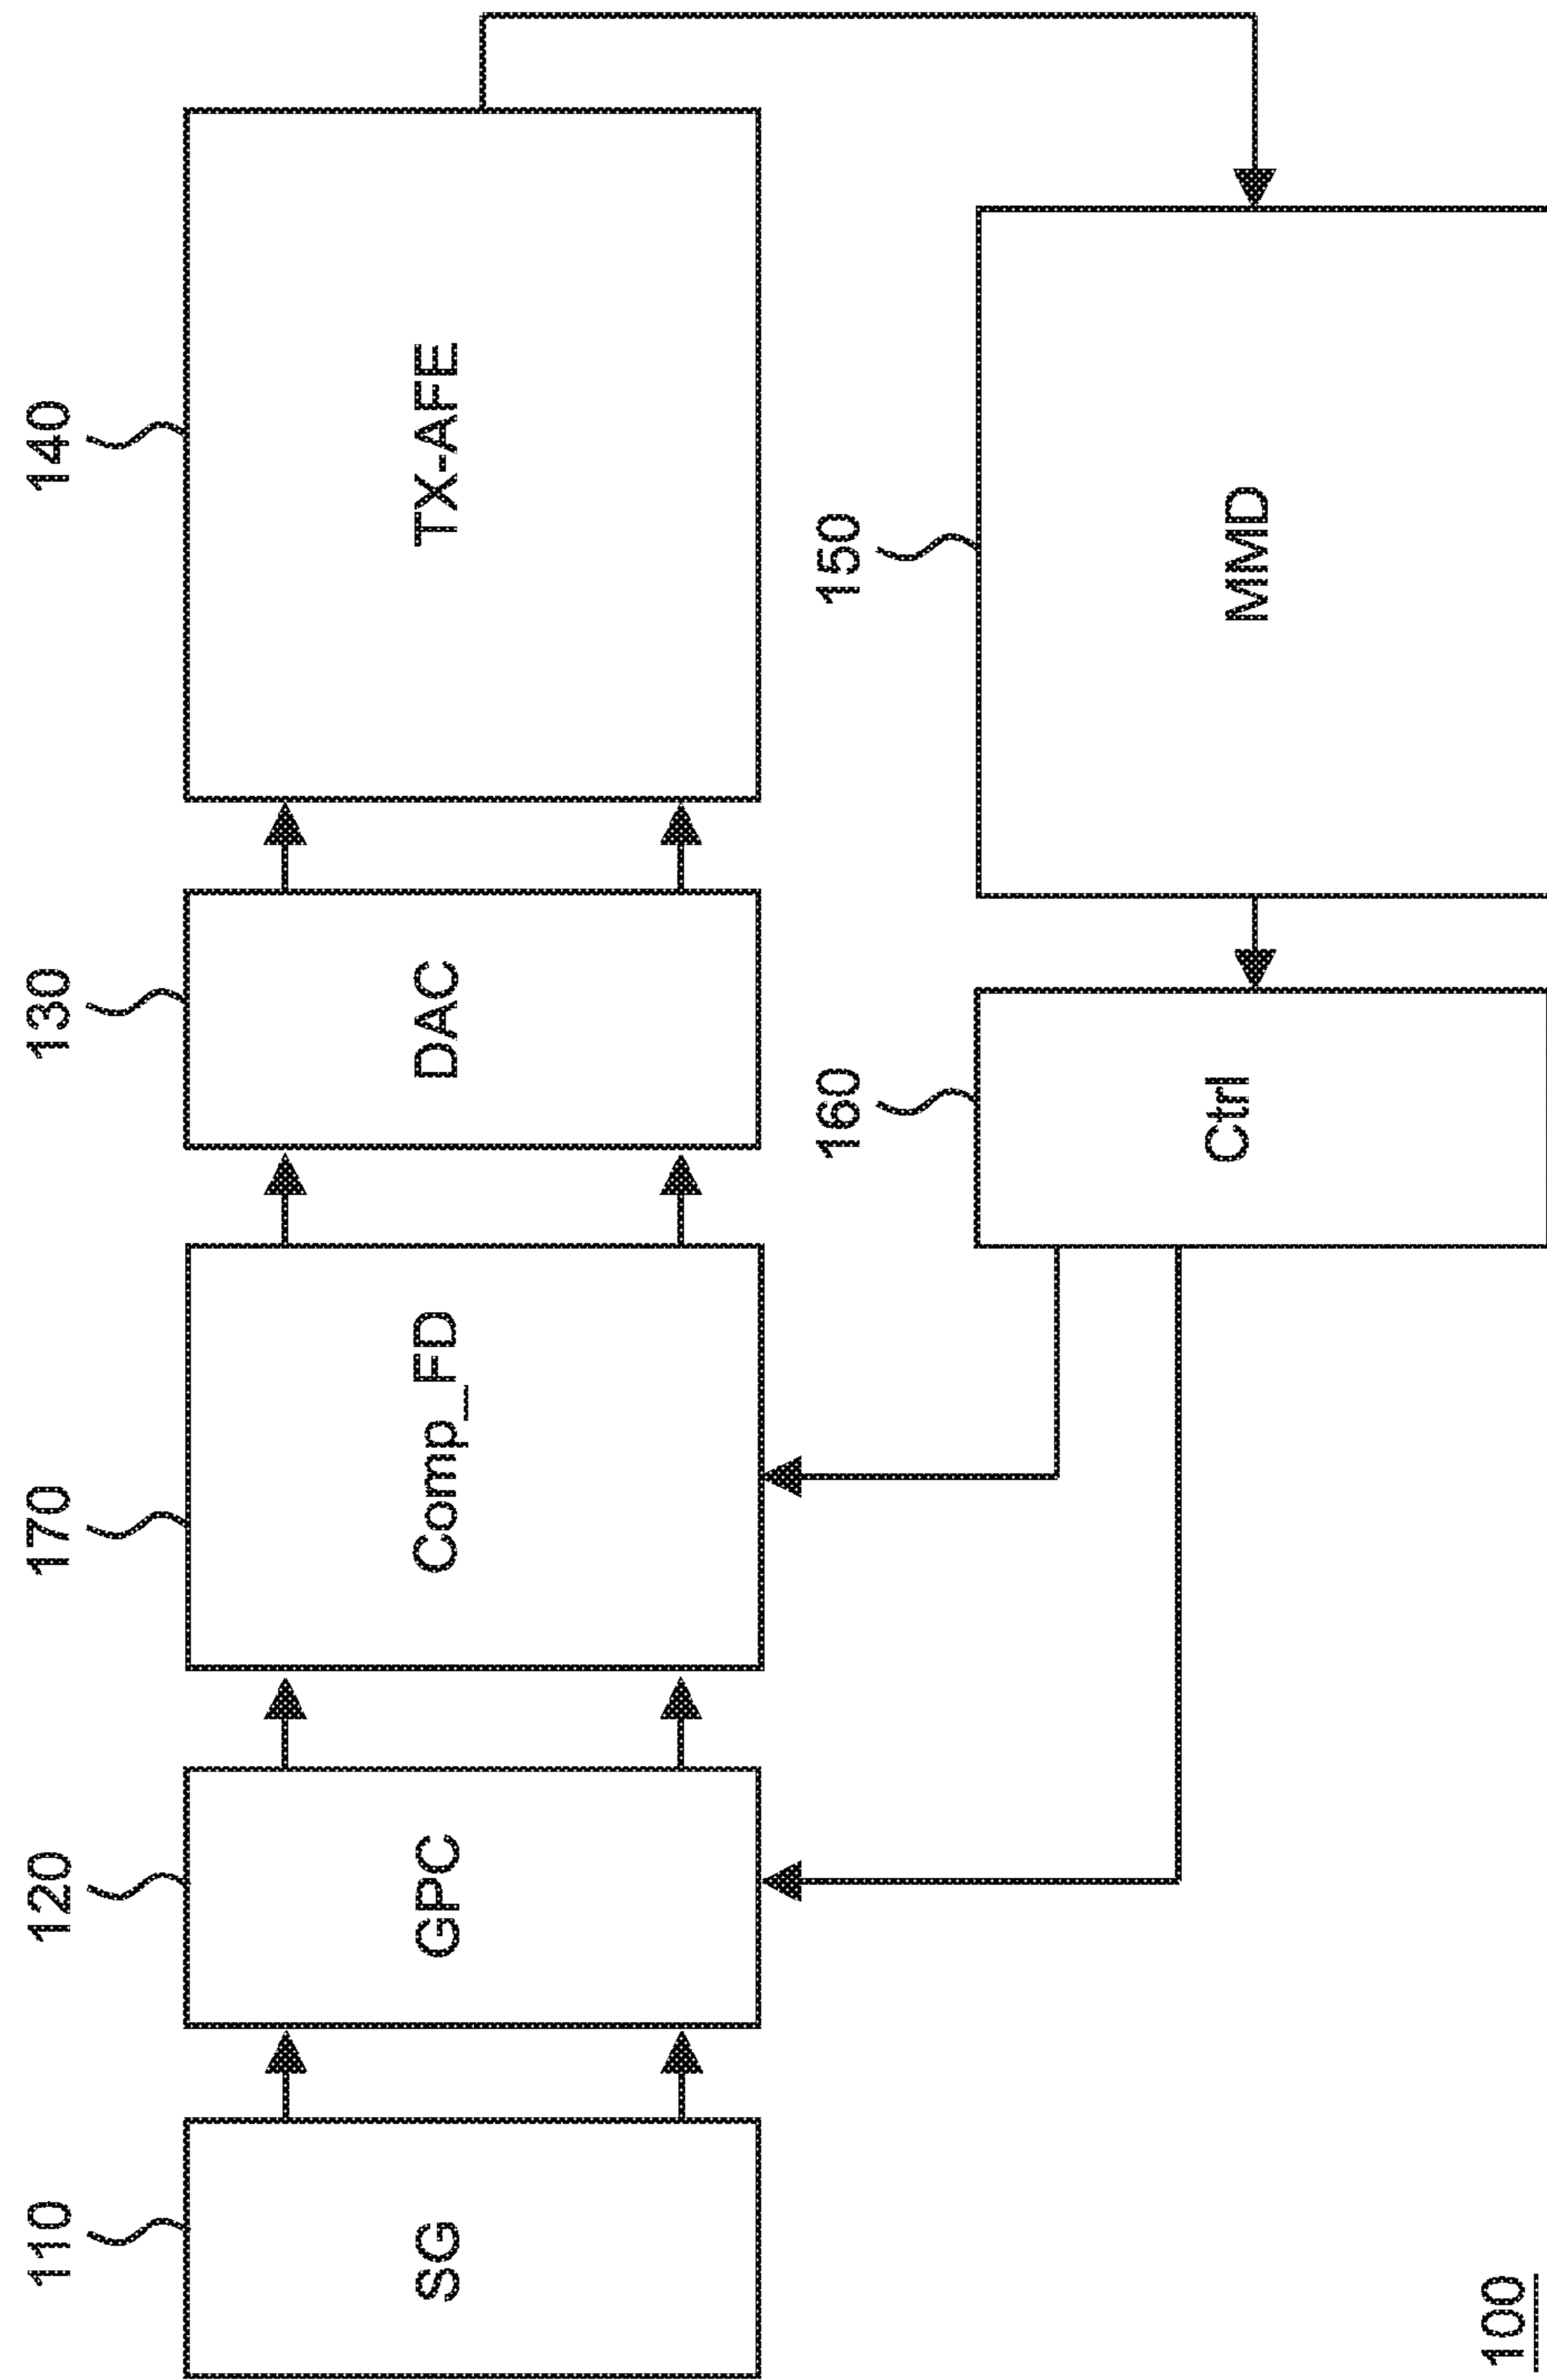 110
120
170
130
140
SG
GPC
Comp_FD
DAC
TX-AFE
160
150
Ctrl
MMD
100